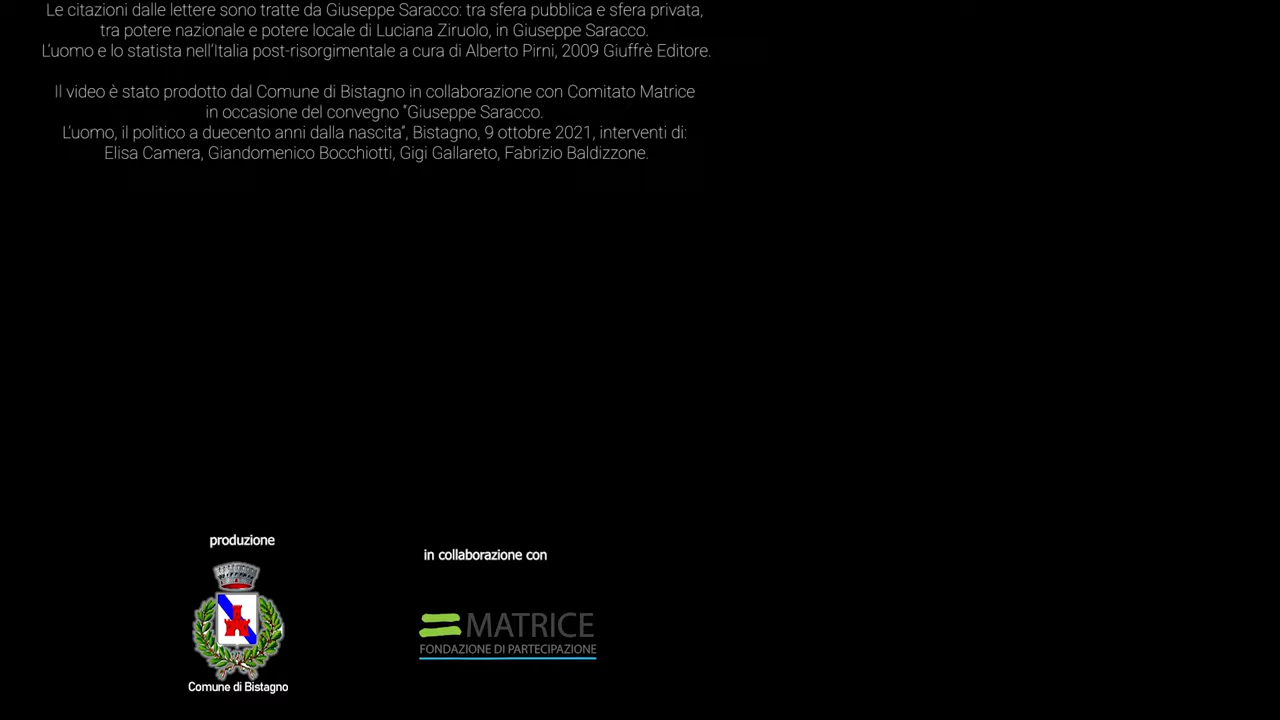 Le citazioni dalle lettere sono tratte da Giuseppe Saracco: tra sfera pubblica e sfera privata,
tra potere nazionale e potere locale di Luciana Ziruolo, in Giuseppe Saracco.
L'uomo e lo statista nell'Italia post-risorgimentale a cura di Alberto Pirni, 2009 Giuffrè Editore.
Il video è stato prodotto dal Comune di Bistagno in collaborazione con Comitato Matrice
in occasione del convegno "Giuseppe Saracco.
L'uomo, il politico a duecento anni dalla nascita", Bistagno, 9 ottobre 2021, interventi di:
Elisa Camera, Giandomenico Bocchiotti, Gigi Gallareto, Fabrizio Baldizzone.
produzione
Comune di Bistagno
in collaborazione con
MATRICE
FONDAZIONE DI PARTECIPAZIONE